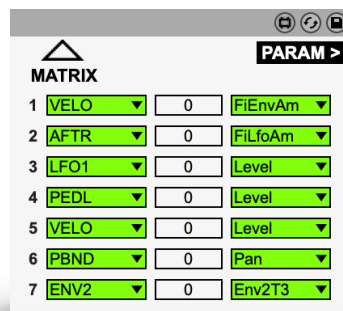 PARAM >
MATRIX
1 VELO 0 FiEnvAm
2 AFTR 0 FiLfoAm
3 LFO1 0 Level
4 PEDL 0 Level
5 VELO 0 Level
6 PBND 0 Pan
7 ENV2 0 Env2T3